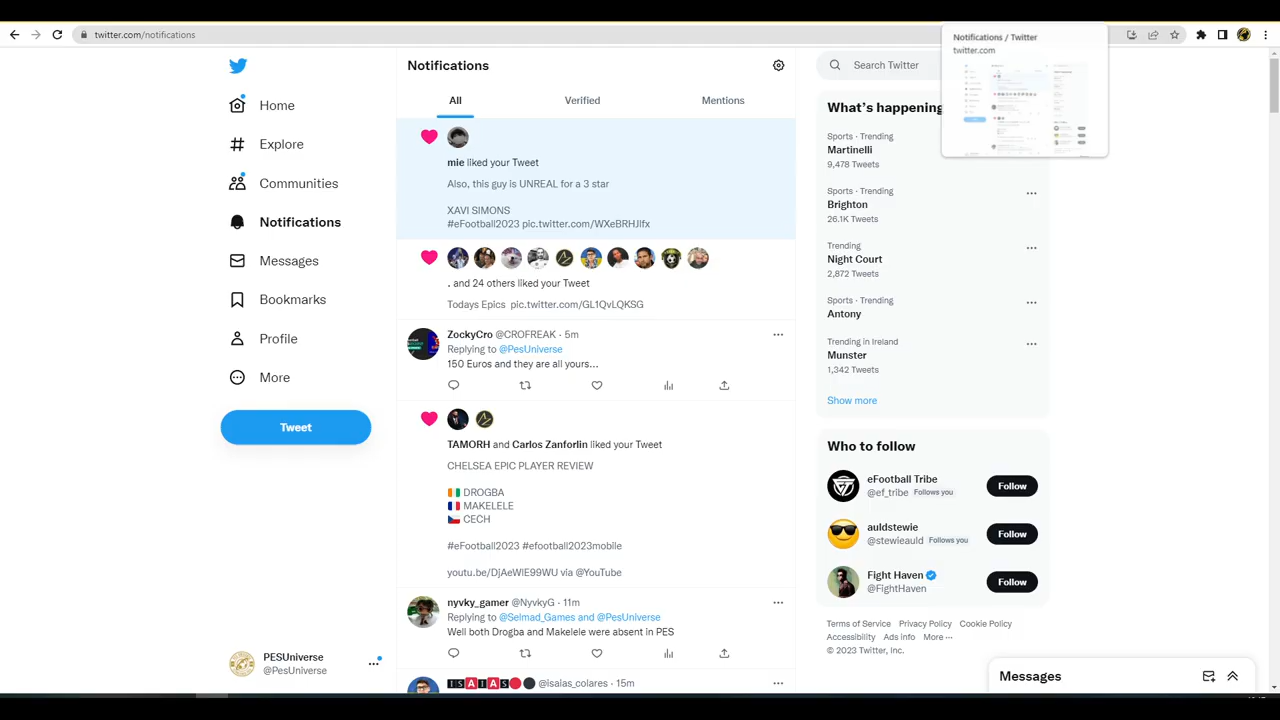 twitter.com/notifications
Notifications / Twitter
twitter.com
Home
Explore
Communities
Notifications
Messages
Bookmarks
Profile
More
Tweet
PESUniverse
@PesUniverse
Notifications
All
Verified
Mentions
mie liked your Tweet
Also, this guy is UNREAL for a 3 star
XAVI SIMONS
#eFootball2023 pic.twitter.com/WXeBRHJlfx
. and 24 others liked your Tweet
Todays Epics pic.twitter.com/GL1QvLQKSG
ZockyCro @CROFREAK · 5m
Replying to @PesUniverse
150 Euros and they are all yours...
TAMORH and Carlos Zanforlin liked your Tweet
CHELSEA EPIC PLAYER REVIEW
DROGBA
MAKELELE
CECH
#eFootball2023 #efootball2023mobile
youtu.be/DjAeWlE99WU via @YouTube
nyvky_gamer @NyvkyG · 11m
Replying to @Selmad_Games and @PesUniverse
Well both Drogba and Makelele were absent in PES
ISAIAS @isalas_colares · 15m
Search Twitter
What's happening
Sports · Trending
Martinelli
9,478 Tweets
Sports · Trending
Brighton
26.1K Tweets
Trending
Night Court
2,872 Tweets
Sports · Trending
Antony
Trending in Ireland
Munster
1,342 Tweets
Show more
Who to follow
eFootball Tribe
@ef_tribe Follows you
Follow
auldstewie
@stewieauld Follows you
Follow
Fight Haven
@FightHaven
Follow
Terms of Service Privacy Policy Cookie Policy
Accessibility Ads info More ···
© 2023 Twitter, Inc.
Messages